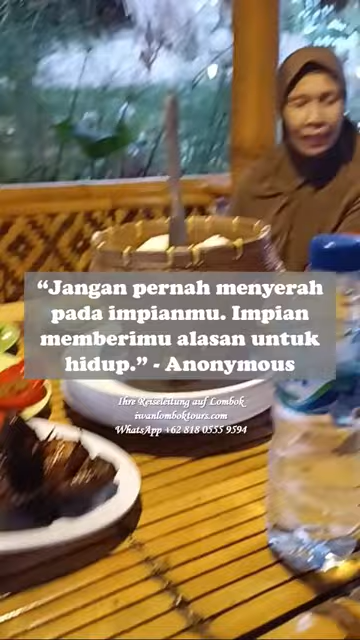 “Jangan pernah menyerah
pada impianmu. Impian
memberimu alasan untuk
hidup.” - Anonymous
Ihre Reiseleitung auf Lombok
iwanlomboktours.com
WhatsApp +62 818 0555 9594